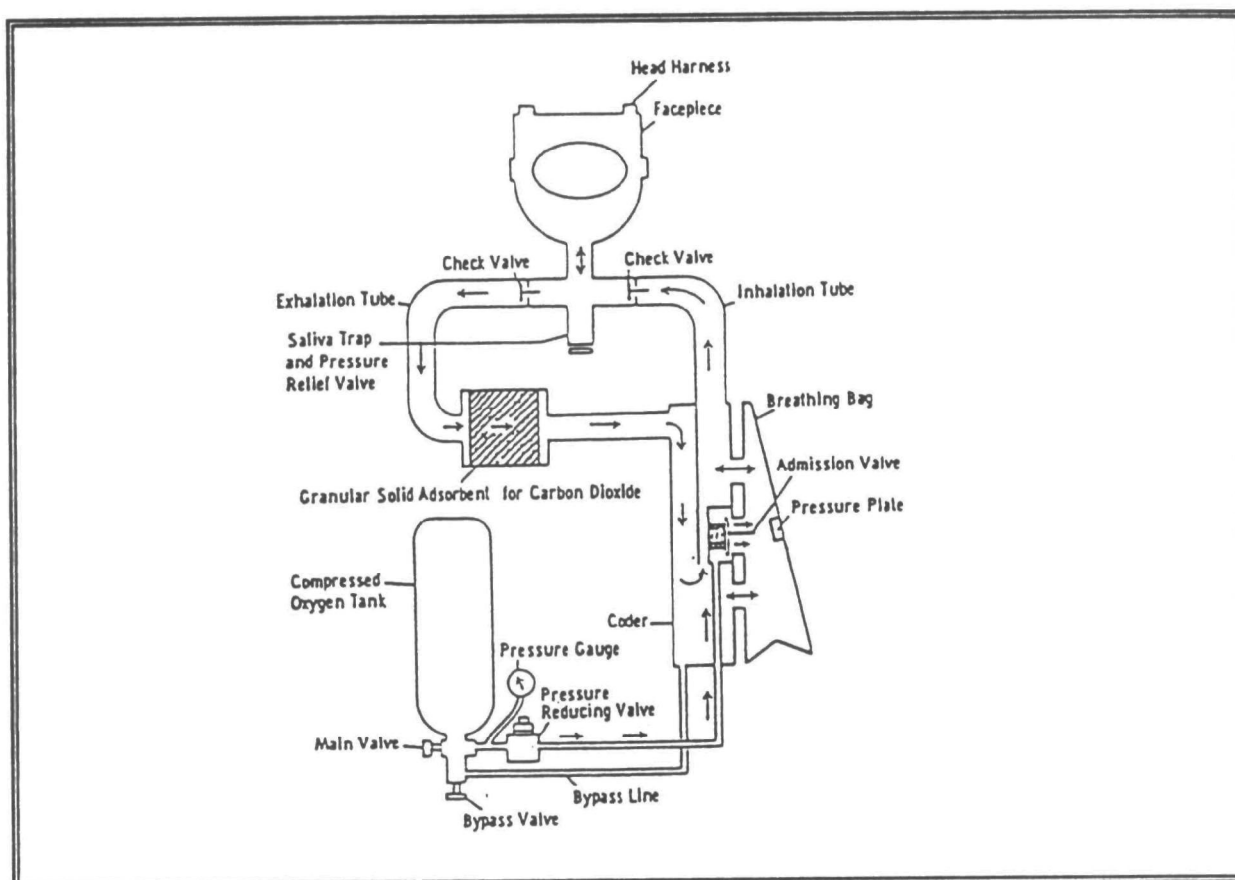 Head Harness
Facepiece
Check Valve
Check Valve
Exhalation Tube
Inhalation Tube
Saliva Trap
and Pressure
Relief Valve
Breathing Bag
Admission Valve
Granular Solid Adsorbent for Carbon Dioxide
Pressure Plate
Compressed
Oxygen Tank
Coder
Pressure Gauge
Pressure
Reducing Valve
Main Valve
Bypass Line
Bypass Valve